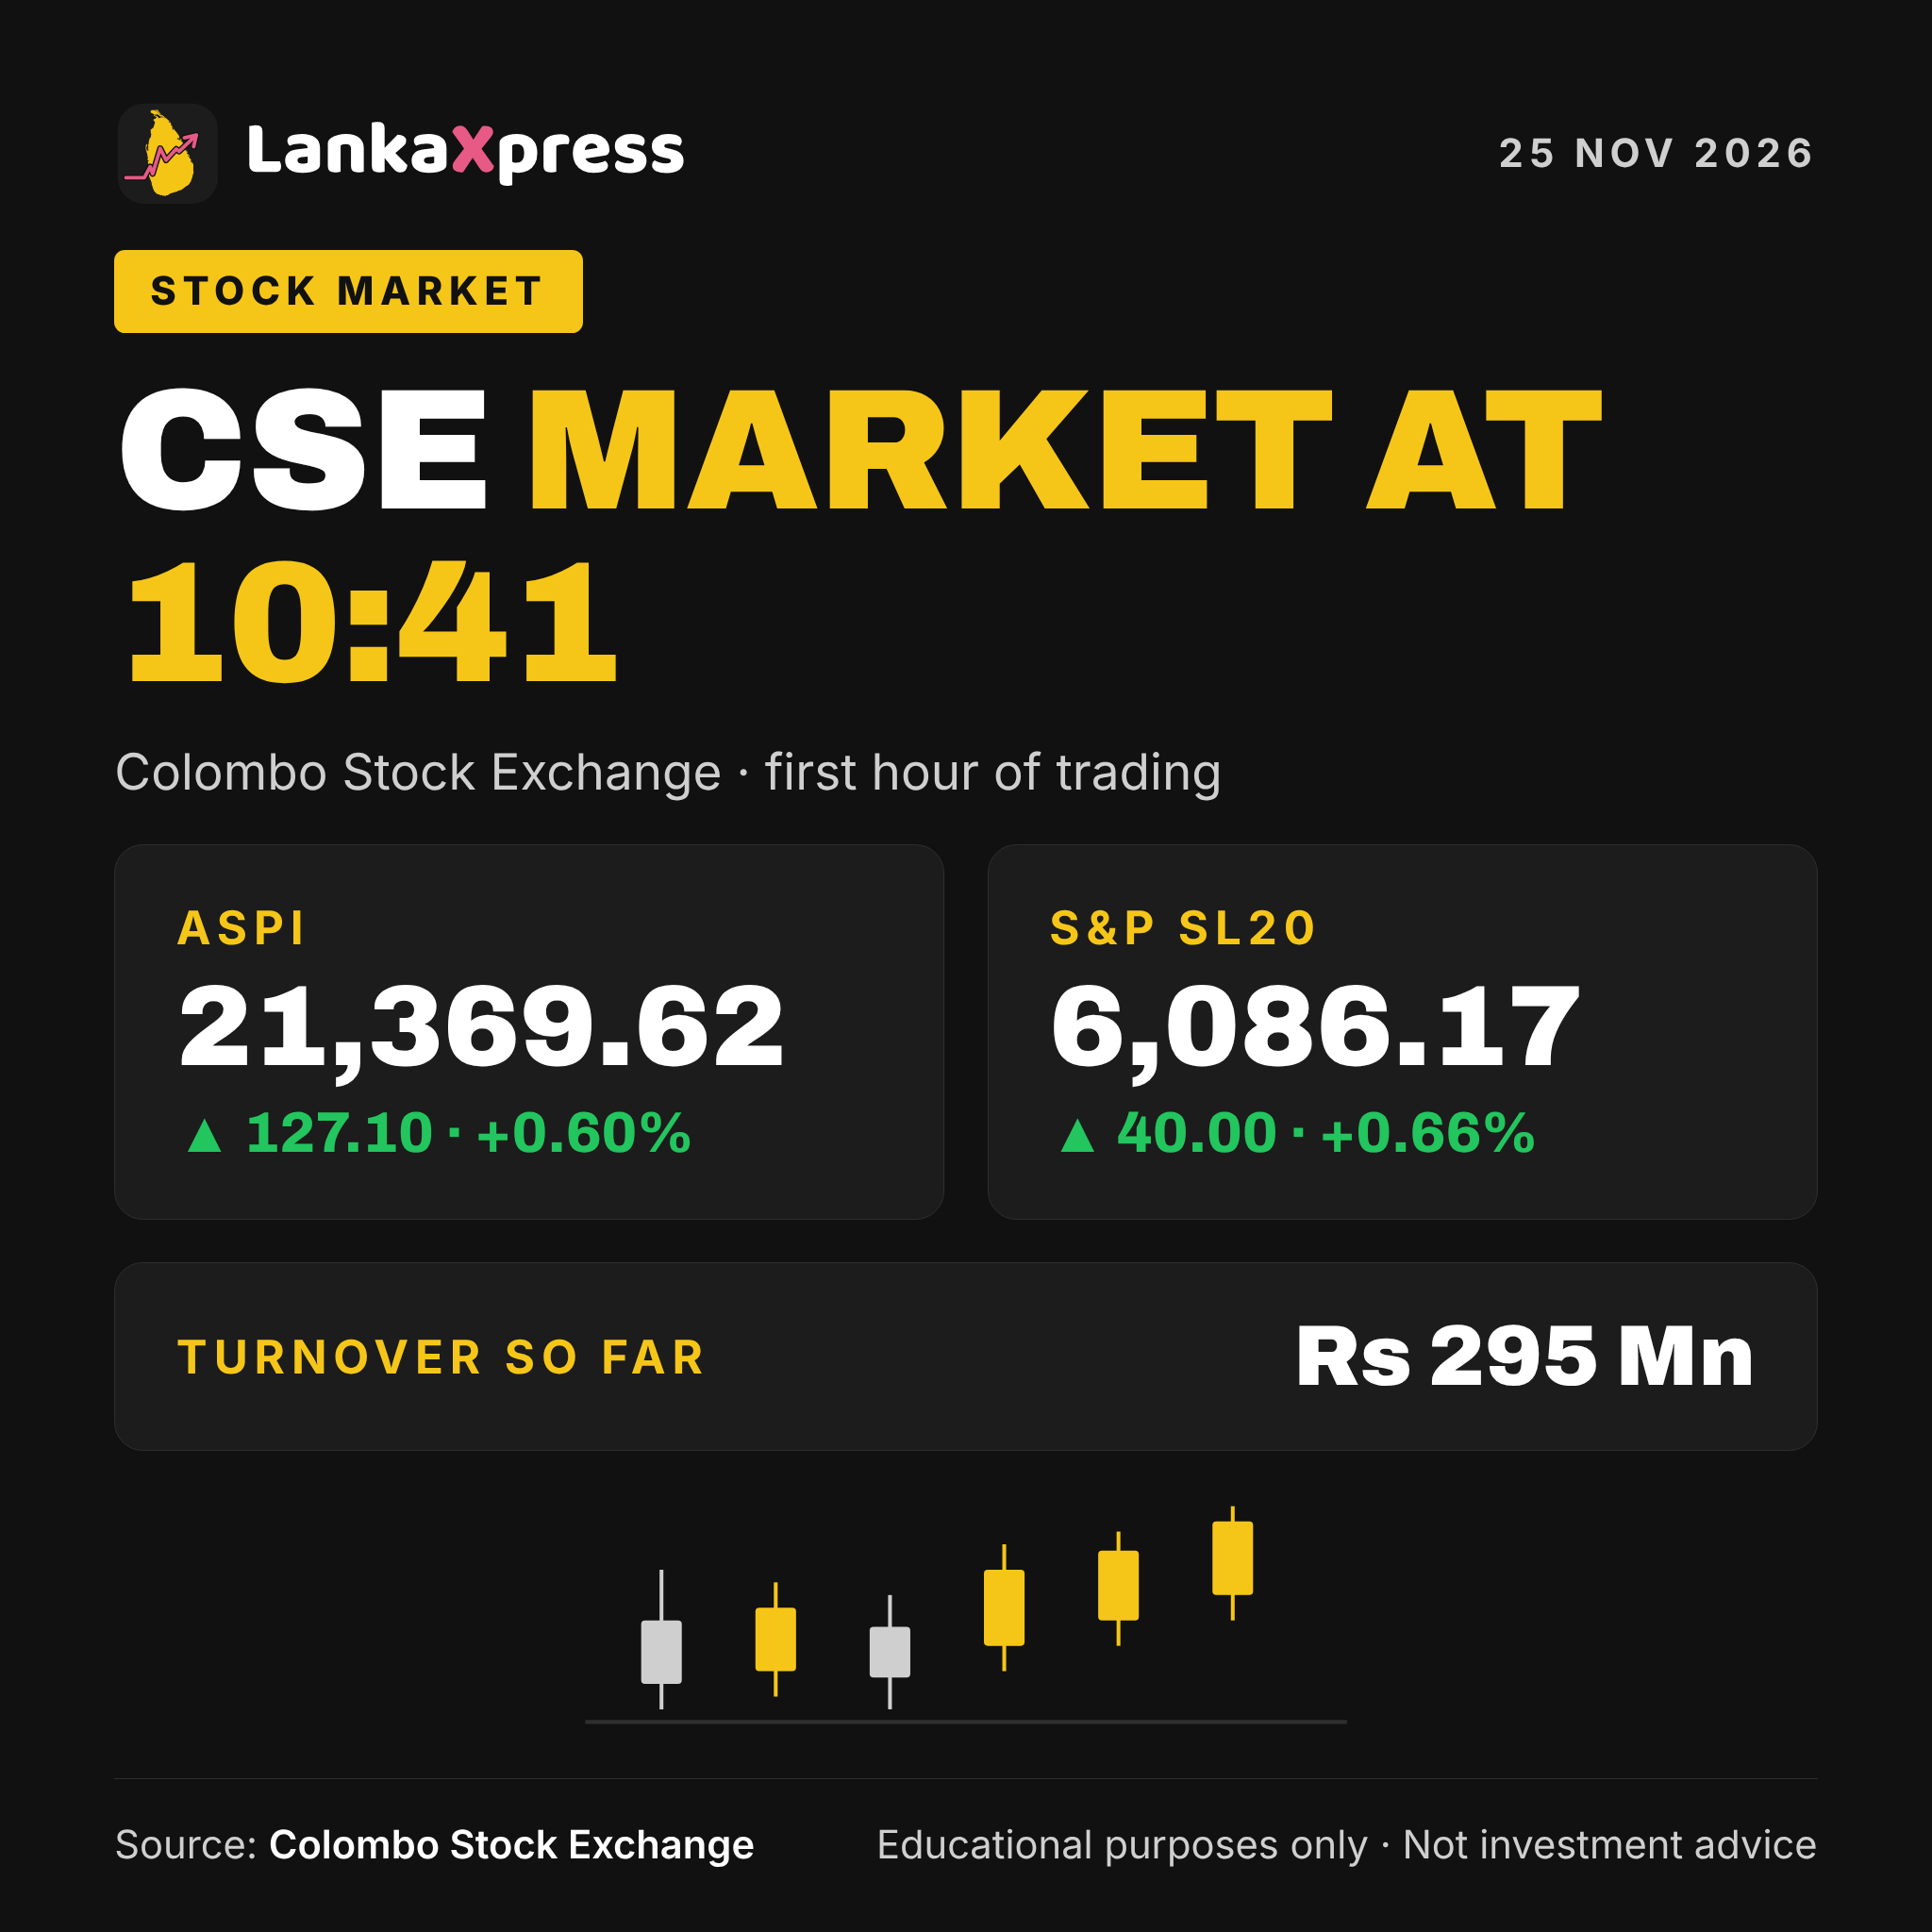 LankaXpress
25 NOV 2026
STOCK MARKET
CSE MARKET AT
10:41
Colombo Stock Exchange · first hour of trading
ASPI
21,369.62
▲ 127.10 · +0.60%
S&P SL20
6,086.17
▲ 40.00 · +0.66%
TURNOVER SO FAR
Rs 295 Mn
Source: Colombo Stock Exchange
Educational purposes only · Not investment advice